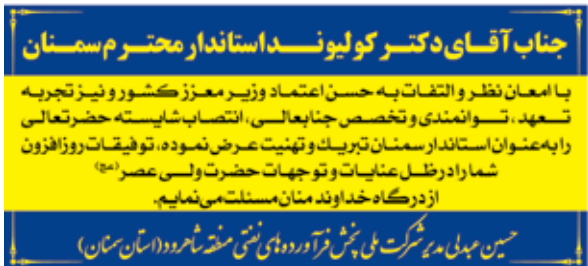 جناب آقای دکتر کولیوند استاندار محترم سمنان
با امعان نظر و التفات به حسن اعتماد وزیر معزز کشور و نیز تجربه
تعهد، توانمندی و تخصص جنابعالی، انتصاب شایسته حضرتعالی
را به عنوان استاندار سمنان تبریک و تهنیت عرض نموده، توفیقات روزافزون
شما را در ظل عنایات و توجهات حضرت ولی عصر (عج)
از درگاه خداوند منان مسئلت می‌نمایم.
حسین عبدلی مدیر شرکت ملی پخش فرآورده های نفتی منطقه شاهرود (استان سمنان)